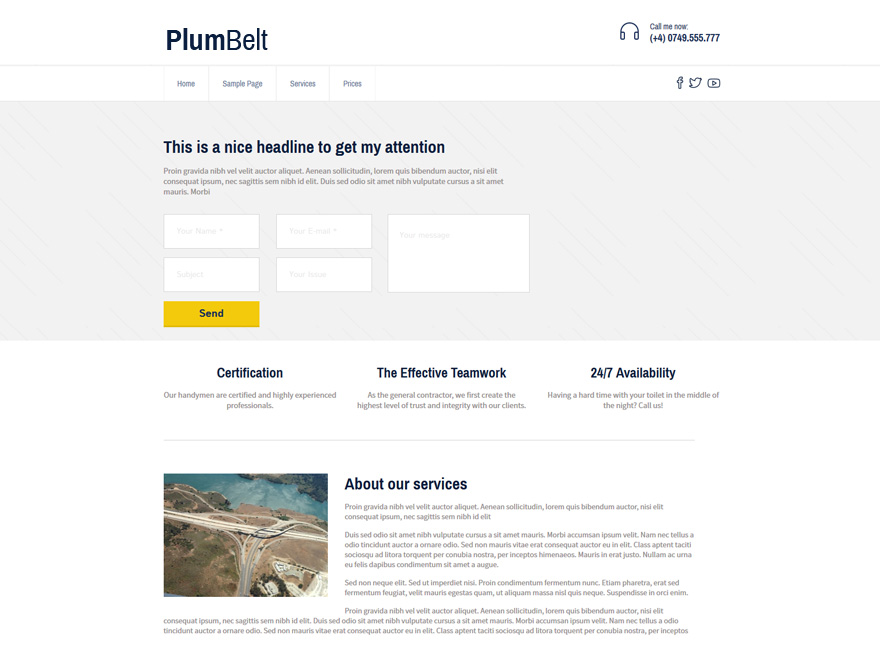 PlumBelt
Call me now:
(+4) 0749.555.777
Home
Sample Page
Services
Prices
This is a nice headline to get my attention
Proin gravida nibh vel velit auctor aliquet. Aenean sollicitudin, lorem quis bibendum auctor, nisi elit
consequat ipsum, nec sagittis sem nibh id elit. Duis sed odio sit amet nibh vulputate cursus a sit amet
mauris. Morbi
Your Name *
Your E-mail *
Your message
Subject
Your Issue
Send
Certification
Our handymen are certified and highly experienced
professionals.
The Effective Teamwork
As the general contractor, we first create the
highest level of trust and integrity with our clients.
24/7 Availability
Having a hard time with your toilet in the middle of
the night? Call us!
About our services
Proin gravida nibh vel velit auctor aliquet. Aenean sollicitudin, lorem quis bibendum auctor, nisi elit
consequat ipsum, nec sagittis sem nibh id elit
Duis sed odio sit amet nibh vulputate cursus a sit amet mauris. Morbi accumsan ipsum velit. Nam nec tellus a
odio tincidunt auctor a ornare odio. Sed non mauris vitae erat consequat auctor eu in elit. Class aptent taciti
sociosqu ad litora torquent per conubia nostra, per inceptos himenaeos. Mauris in erat justo. Nullam ac urna
eu felis dapibus condimentum sit amet a augue.
Sed non neque elit. Sed ut imperdiet nisi. Proin condimentum fermentum nunc. Etiam pharetra, erat sed
fermentum feugiat, velit mauris egestas quam, ut aliquam massa nisl quis neque. Suspendisse in orci enim.
Proin gravida nibh vel velit auctor aliquet. Aenean sollicitudin, lorem quis bibendum auctor, nisi elit
consequat ipsum, nec sagittis sem nibh id elit. Duis sed odio sit amet nibh vulputate cursus a sit amet mauris. Morbi accumsan ipsum velit. Nam nec tellus a odio
tincidunt auctor a ornare odio. Sed non mauris vitae erat consequat auctor eu in elit. Class aptent taciti sociosqu ad litora torquent per conubia nostra, per inceptos